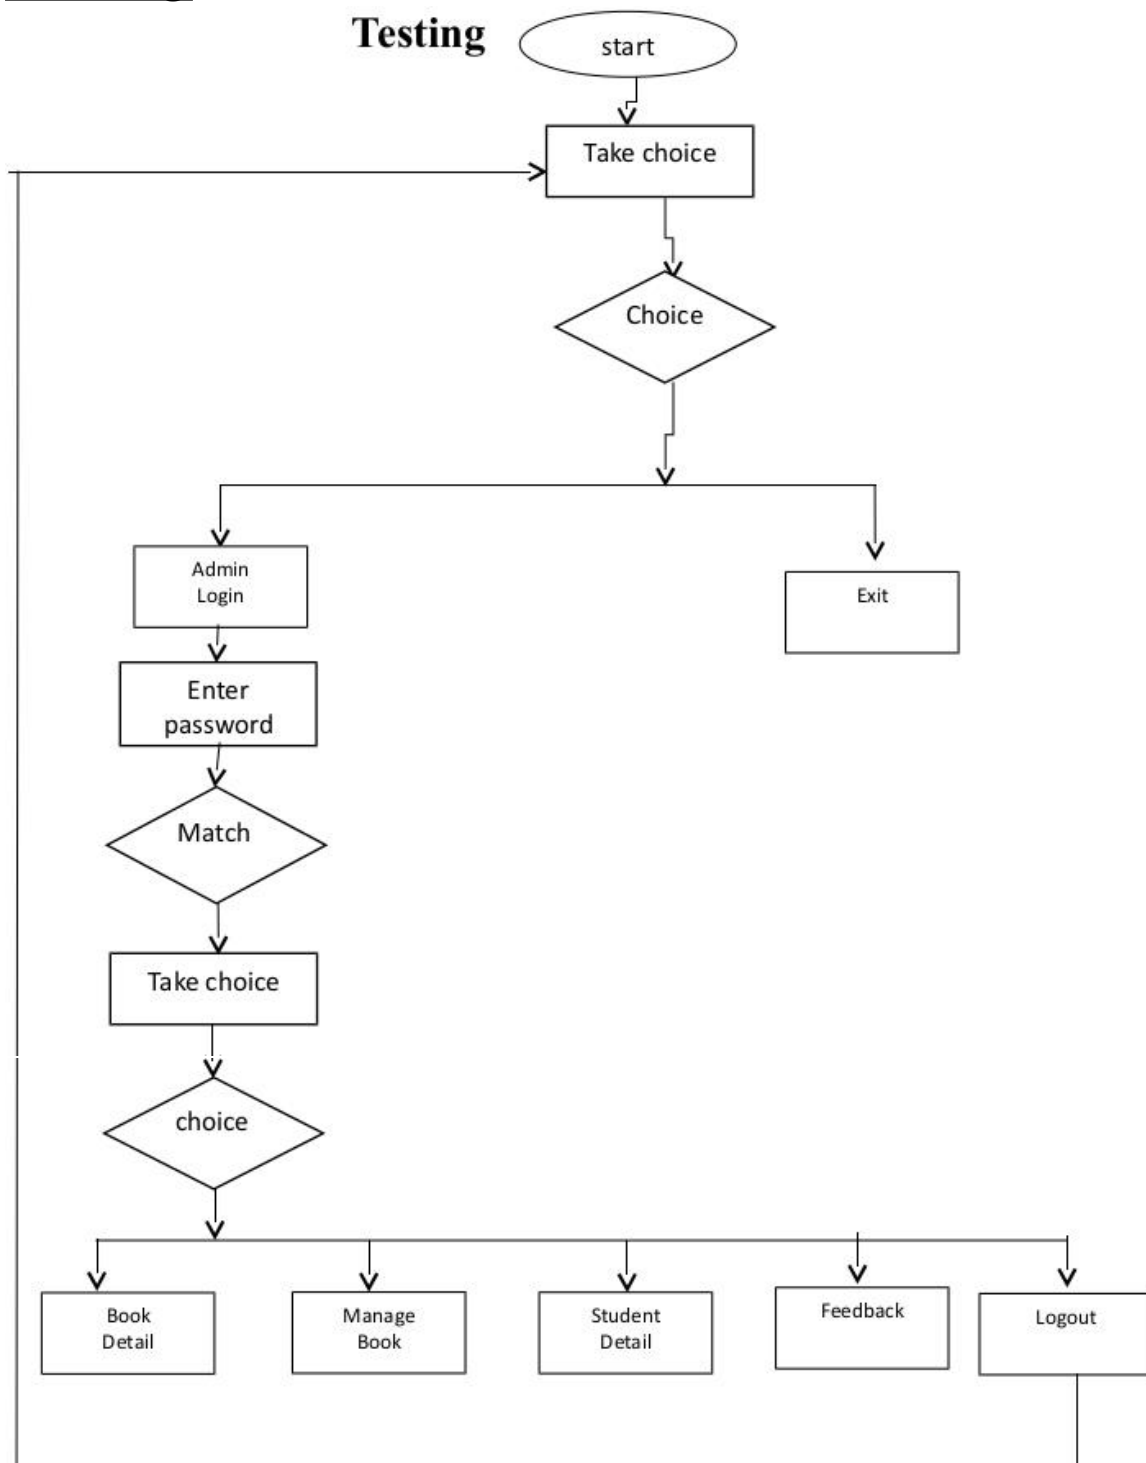 Testing
start
Take choice
Choice
Admin
Login
Exit
Enter
password
Match
Take choice
choice
Book
Detail
Manage
Book
Student
Detail
Feedback
Logout